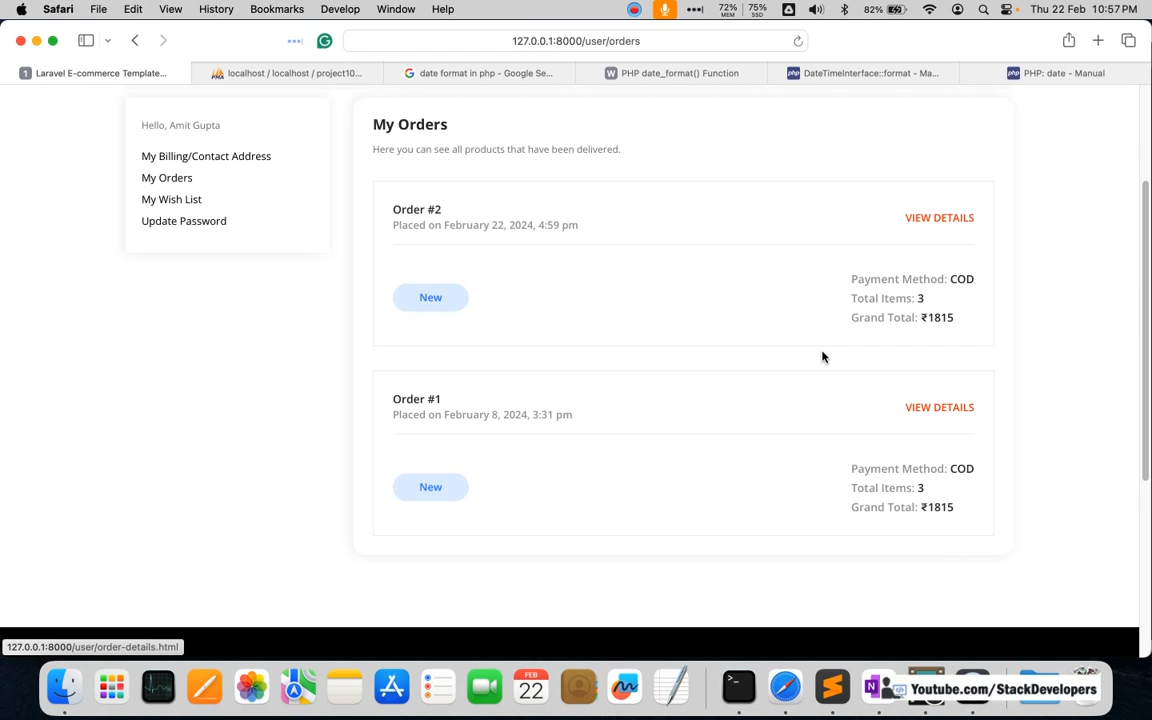 Safari File Edit View History Bookmarks Develop Window Help 72% MEM 75% SSD 82% Thu 22 Feb 10:57 PM
127.0.0.1:8000/user/orders
1 Laravel E-commerce Template... localhost / localhost / project10... date format in php - Google Se... PHP date_format() Function DateTimeInterface::format - Ma... PHP: date - Manual
Hello, Amit Gupta
My Billing/Contact Address
My Orders
My Wish List
Update Password
My Orders
Here you can see all products that have been delivered.
Order #2
Placed on February 22, 2024, 4:59 pm
VIEW DETAILS
New
Payment Method: COD
Total Items: 3
Grand Total: ₹1815
Order #1
Placed on February 8, 2024, 3:31 pm
VIEW DETAILS
New
Payment Method: COD
Total Items: 3
Grand Total: ₹1815
127.0.0.1:8000/user/order-details.html
FEB
22
Youtube.com/StackDevelopers